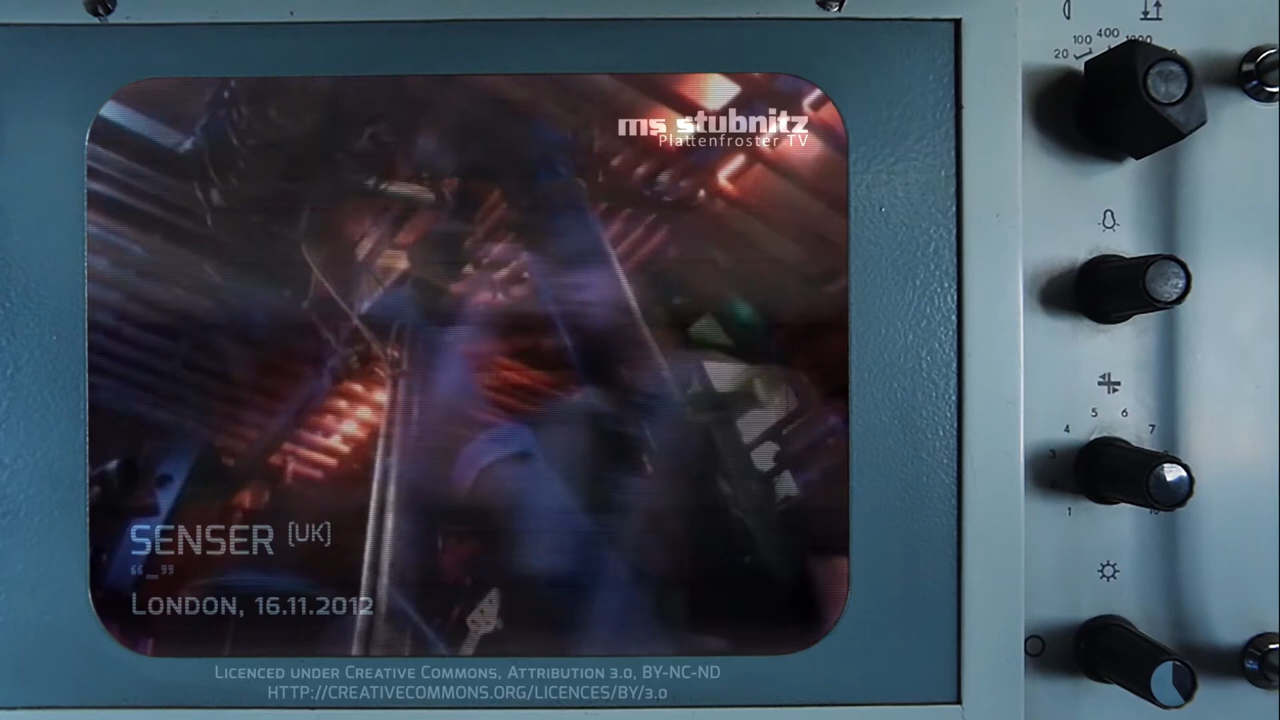 20 100 400 1000
ms stubnitz
Plattenfroster TV
5 6
4 7
3
1 10
SENSER [UK]
“_”
LONDON, 16.11.2012
LICENCED UNDER CREATIVE COMMONS, ATTRIBUTION 3.0, BY-NC-ND
HTTP://CREATIVECOMMONS.ORG/LICENCES/BY/3.0